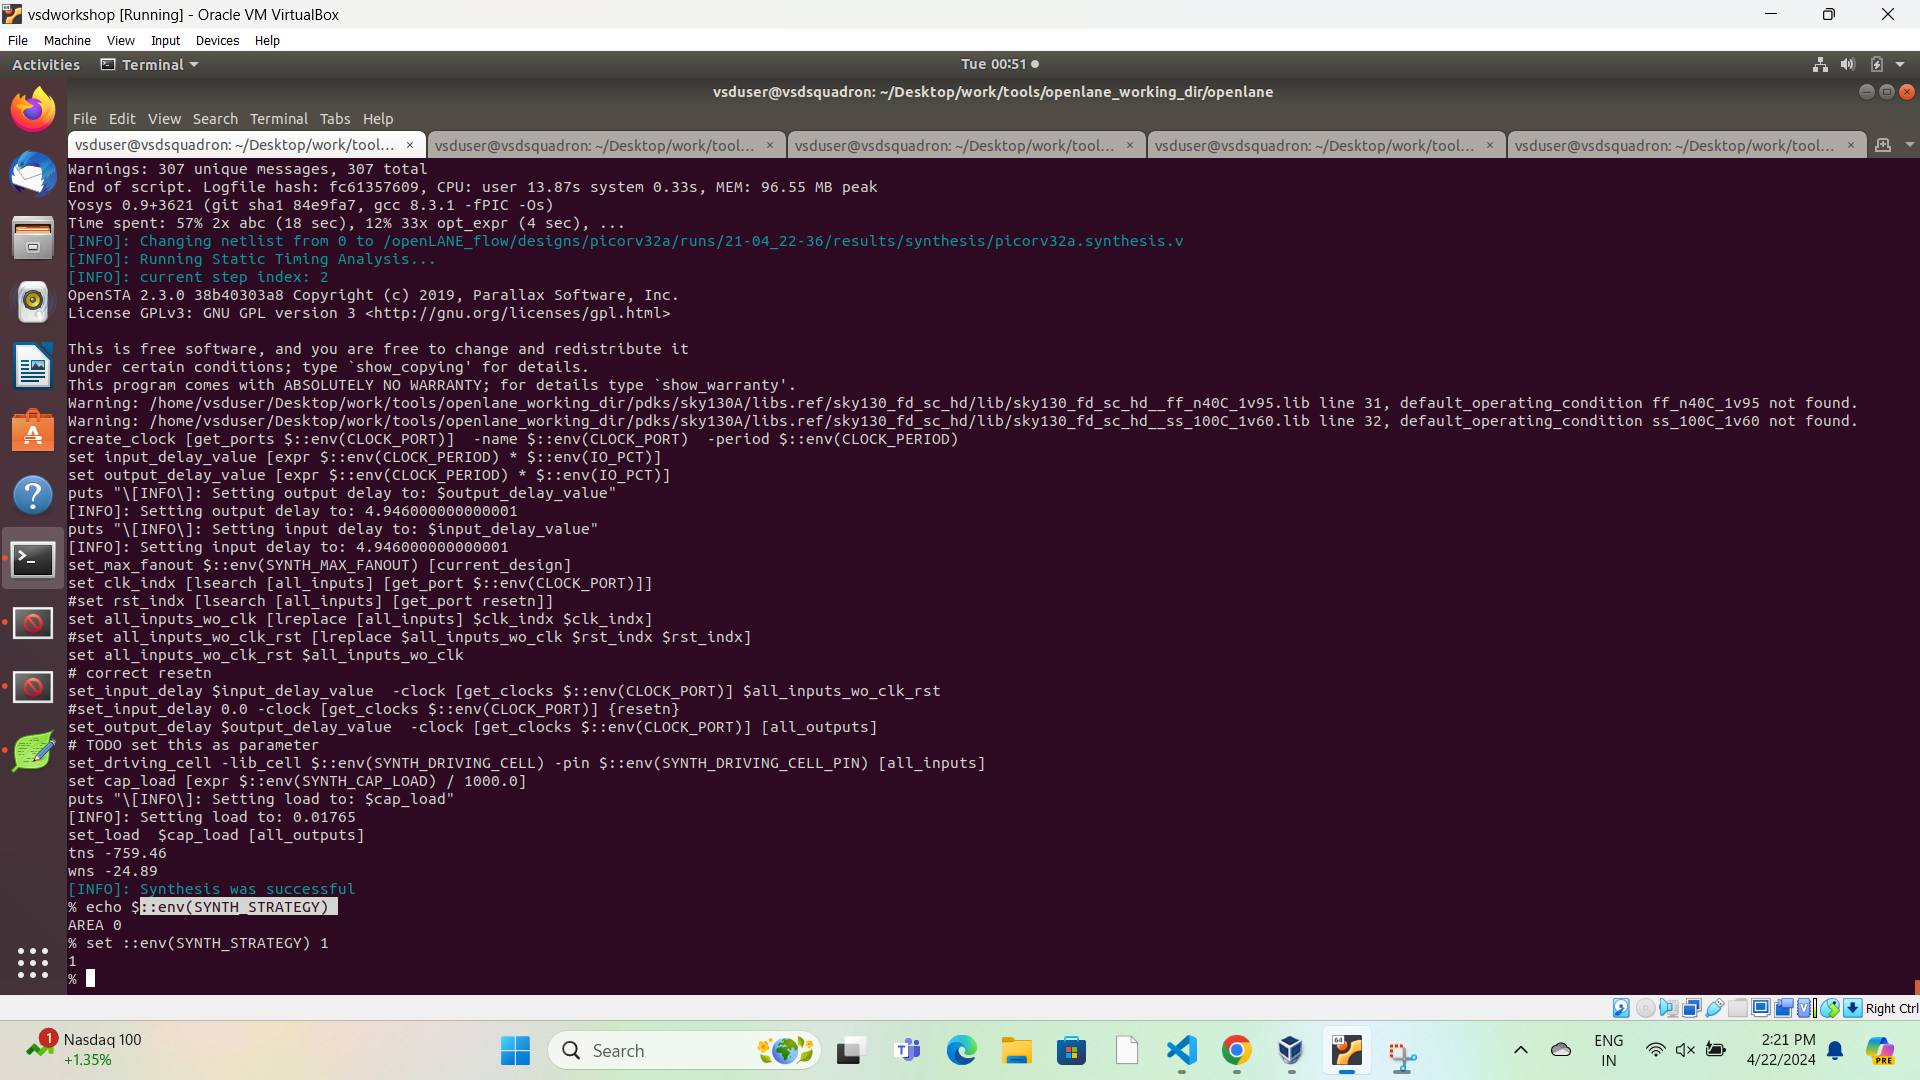 vsdworkshop [Running] - Oracle VM VirtualBox
File Machine View Input Devices Help
Activities Terminal Tue 00:51
vsduser@vsdsquadron: ~/Desktop/work/tools/openlane_working_dir/openlane
File Edit View Search Terminal Tabs Help
vsduser@vsdsquadron: ~/Desktop/work/tool... × vsduser@vsdsquadron: ~/Desktop/work/tool... × vsduser@vsdsquadron: ~/Desktop/work/tool... × vsduser@vsdsquadron: ~/Desktop/work/tool... × vsduser@vsdsquadron: ~/Desktop/work/tool... ×
Warnings: 307 unique messages, 307 total
End of script. Logfile hash: fc61357609, CPU: user 13.87s system 0.33s, MEM: 96.55 MB peak
Yosys 0.9+3621 (git sha1 84e9fa7, gcc 8.3.1 -fPIC -Os)
Time spent: 57% 2x abc (18 sec), 12% 33x opt_expr (4 sec), ...
[INFO]: Changing netlist from 0 to /openLANE_flow/designs/picorv32a/runs/21-04_22-36/results/synthesis/picorv32a.synthesis.v
[INFO]: Running Static Timing Analysis...
[INFO]: current step index: 2
OpenSTA 2.3.0 38b40303a8 Copyright (c) 2019, Parallax Software, Inc.
License GPLv3: GNU GPL version 3 <http://gnu.org/licenses/gpl.html>
This is free software, and you are free to change and redistribute it
under certain conditions; type `show_copying' for details.
This program comes with ABSOLUTELY NO WARRANTY; for details type `show_warranty'.
Warning: /home/vsduser/Desktop/work/tools/openlane_working_dir/pdks/sky130A/libs.ref/sky130_fd_sc_hd/lib/sky130_fd_sc_hd__ff_n40C_1v95.lib line 31, default_operating_condition ff_n40C_1v95 not found.
Warning: /home/vsduser/Desktop/work/tools/openlane_working_dir/pdks/sky130A/libs.ref/sky130_fd_sc_hd/lib/sky130_fd_sc_hd__ss_100C_1v60.lib line 32, default_operating_condition ss_100C_1v60 not found.
create_clock [get_ports $::env(CLOCK_PORT)]  -name $::env(CLOCK_PORT)  -period $::env(CLOCK_PERIOD)
set input_delay_value [expr $::env(CLOCK_PERIOD) * $::env(IO_PCT)]
set output_delay_value [expr $::env(CLOCK_PERIOD) * $::env(IO_PCT)]
puts "\[INFO\]: Setting output delay to: $output_delay_value"
[INFO]: Setting output delay to: 4.946000000000001
puts "\[INFO\]: Setting input delay to: $input_delay_value"
[INFO]: Setting input delay to: 4.946000000000001
set_max_fanout $::env(SYNTH_MAX_FANOUT) [current_design]
set clk_indx [lsearch [all_inputs] [get_port $::env(CLOCK_PORT)]]
#set rst_indx [lsearch [all_inputs] [get_port resetn]]
set all_inputs_wo_clk [lreplace [all_inputs] $clk_indx $clk_indx]
#set all_inputs_wo_clk_rst [lreplace $all_inputs_wo_clk $rst_indx $rst_indx]
set all_inputs_wo_clk_rst $all_inputs_wo_clk
# correct resetn
set_input_delay $input_delay_value  -clock [get_clocks $::env(CLOCK_PORT)] $all_inputs_wo_clk_rst
#set_input_delay 0.0 -clock [get_clocks $::env(CLOCK_PORT)] {resetn}
set_output_delay $output_delay_value  -clock [get_clocks $::env(CLOCK_PORT)] [all_outputs]
# TODO set this as parameter
set_driving_cell -lib_cell $::env(SYNTH_DRIVING_CELL) -pin $::env(SYNTH_DRIVING_CELL_PIN) [all_inputs]
set cap_load [expr $::env(SYNTH_CAP_LOAD) / 1000.0]
puts "\[INFO\]: Setting load to: $cap_load"
[INFO]: Setting load to: 0.01765
set_load  $cap_load [all_outputs]
tns -759.46
wns -24.89
[INFO]: Synthesis was successful
% echo $::env(SYNTH_STRATEGY)
AREA 0
% set ::env(SYNTH_STRATEGY) 1
1
%
Right Ctrl
1 Nasdaq 100
+1.35%
Search
64
ENG
IN
2:21 PM
4/22/2024
PRE